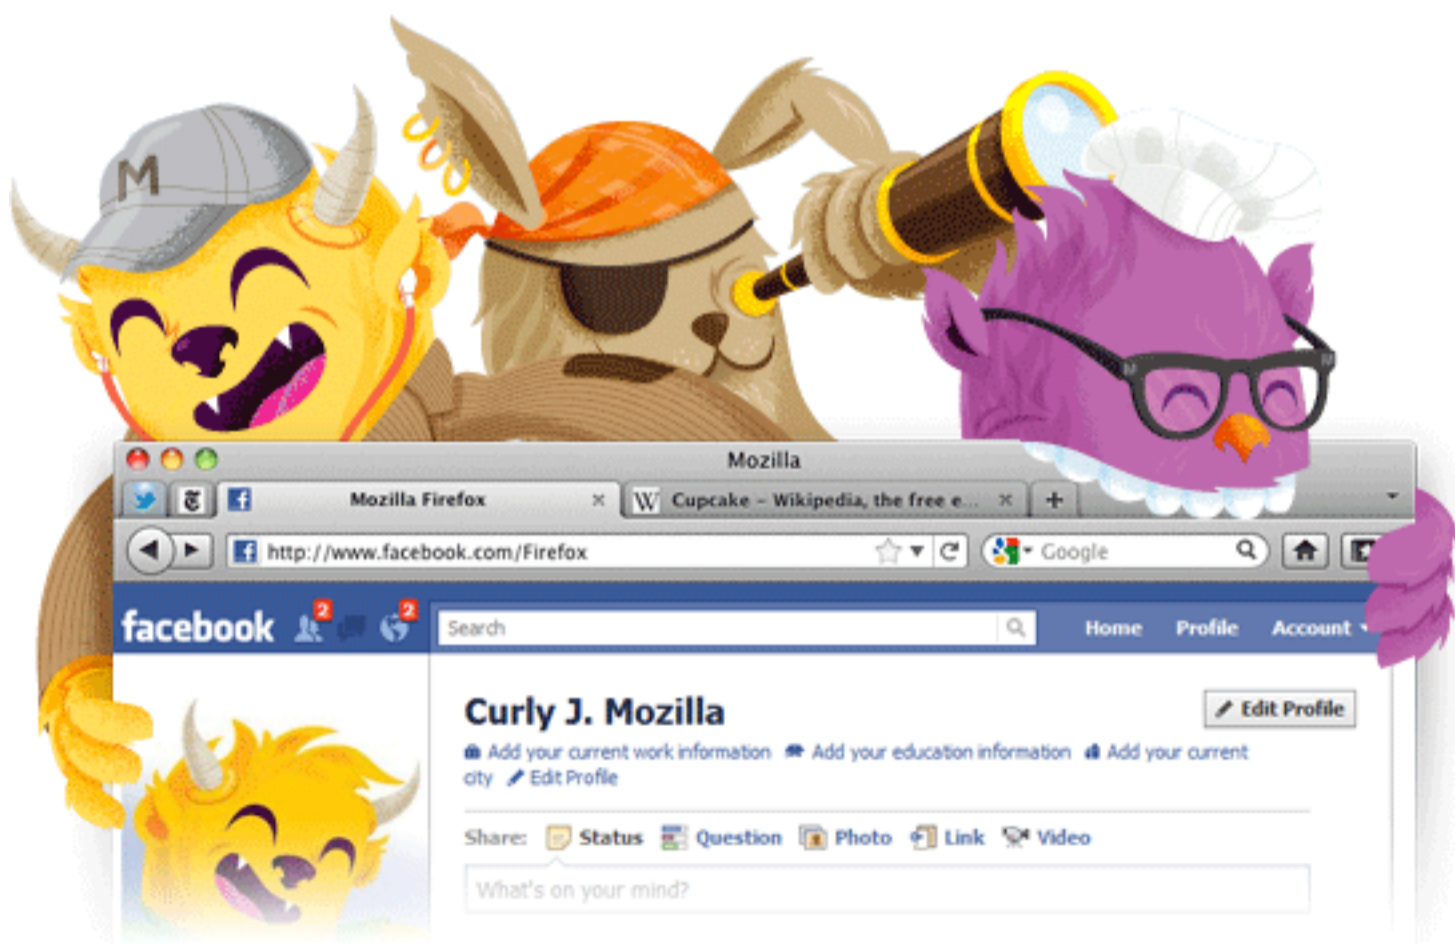 M
Mozilla
Mozilla Firefox
W Cupcake – Wikipedia, the free e...
http://www.facebook.com/Firefox
Google
facebook 2 2
Search
Home Profile Account
Curly J. Mozilla
Edit Profile
Add your current work information Add your education information Add your current
city Edit Profile
Share: Status Question Photo Link Video
What's on your mind?